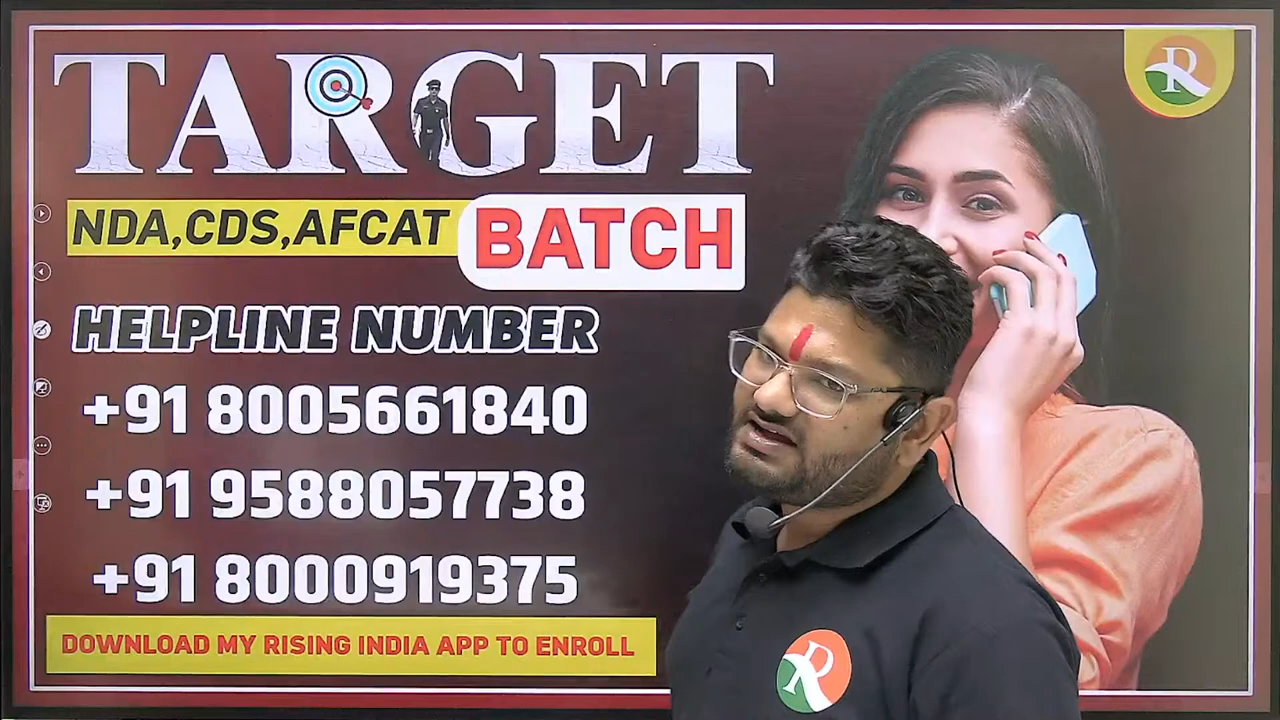 TARGET
NDA,CDS,AFCAT BATCH
HELPLINE NUMBER
+91 8005661840
+91 9588057738
+91 8000919375
DOWNLOAD MY RISING INDIA APP TO ENROLL
R
R